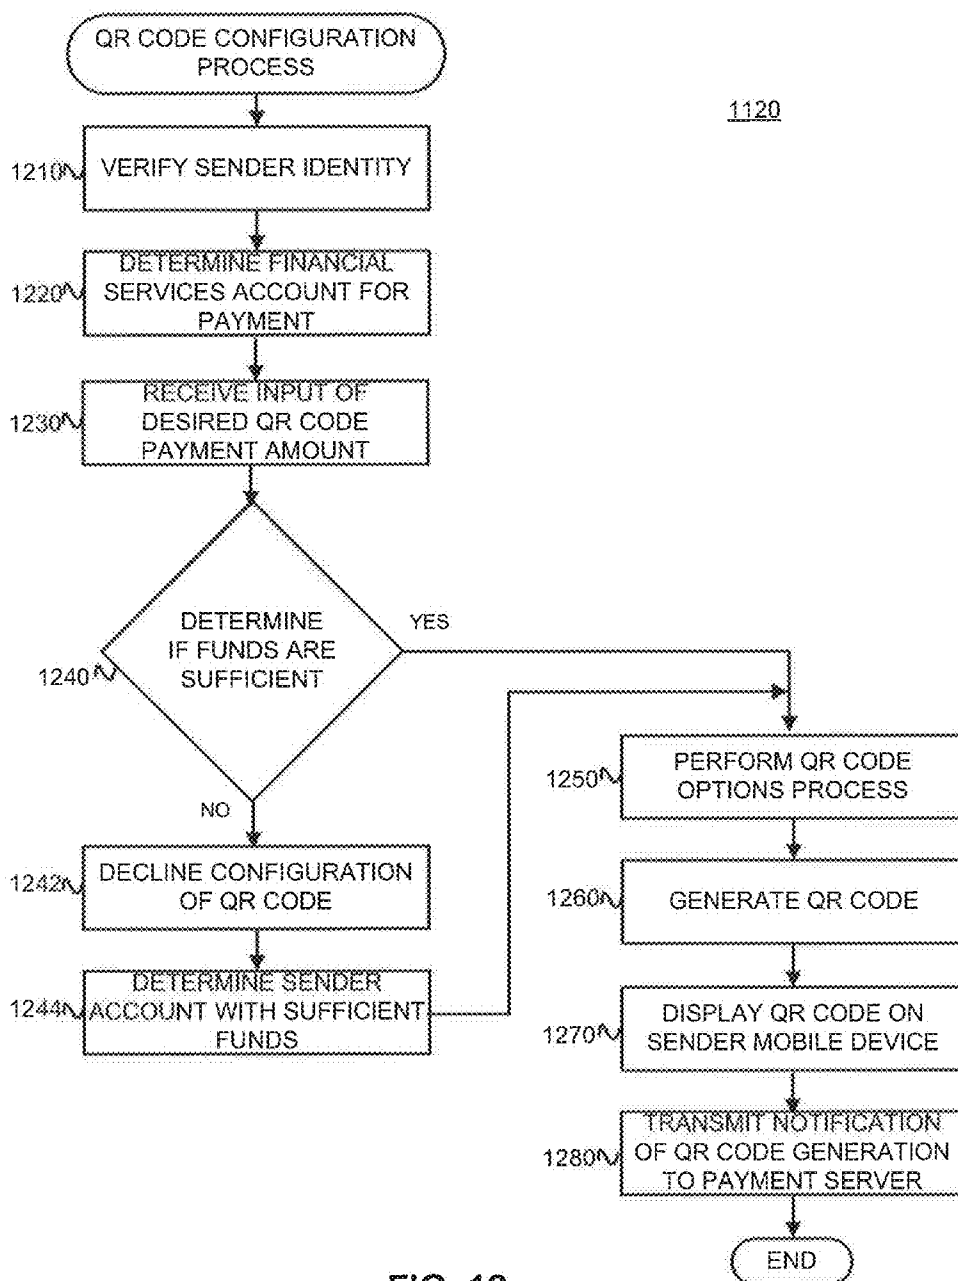 QR CODE CONFIGURATION
PROCESS
1120
1210
VERIFY SENDER IDENTITY
1220
DETERMINE FINANCIAL
SERVICES ACCOUNT FOR
PAYMENT
1230
RECEIVE INPUT OF
DESIRED QR CODE
PAYMENT AMOUNT
1240
DETERMINE
IF FUNDS ARE
SUFFICIENT
YES
NO
1242
DECLINE CONFIGURATION
OF QR CODE
1244
DETERMINE SENDER
ACCOUNT WITH SUFFICIENT
FUNDS
1250
PERFORM QR CODE
OPTIONS PROCESS
1260
GENERATE QR CODE
1270
DISPLAY QR CODE ON
SENDER MOBILE DEVICE
1280
TRANSMIT NOTIFICATION
OF QR CODE GENERATION
TO PAYMENT SERVER
END